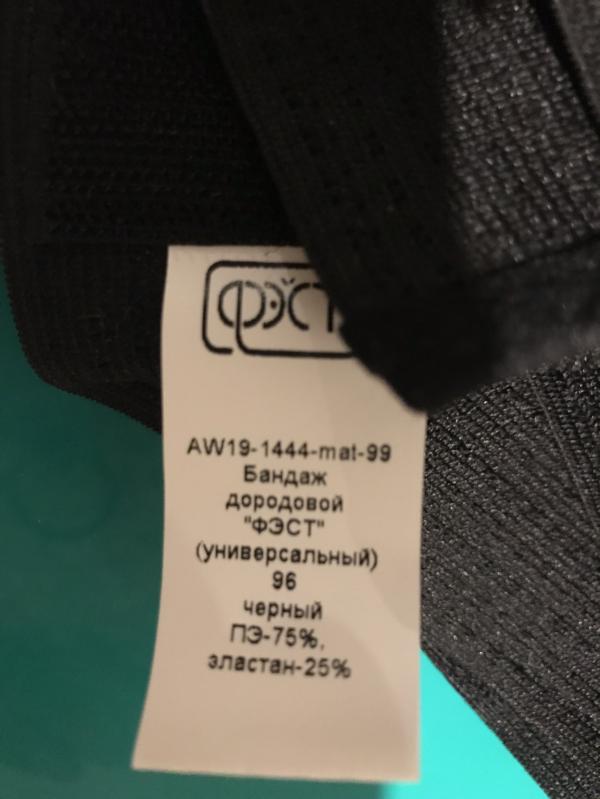 ФЭСТ
AW19-1444-mat-99
Бандаж
дородовой
"ФЭСТ"
(универсальный)
96
черный
ПЭ-75%,
эластан-25%